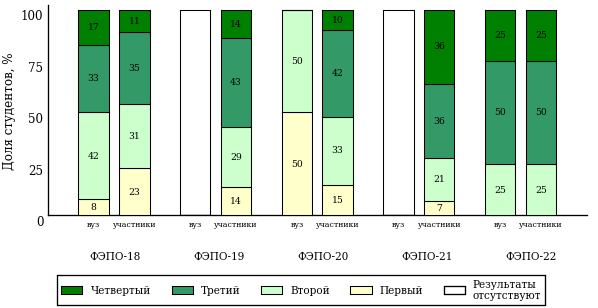 Доля студентов, %
100
75
50
25
0
17 11 14 10 36 25 25
33 35 43 50 42 36 50 50
42 31 29 33 21 25 25
8 23 14 50 15 7
вуз участники вуз участники вуз участники вуз участники вуз участники
ФЭПО-18 ФЭПО-19 ФЭПО-20 ФЭПО-21 ФЭПО-22
Четвертый Третий Второй Первый Результаты
отсутствуют